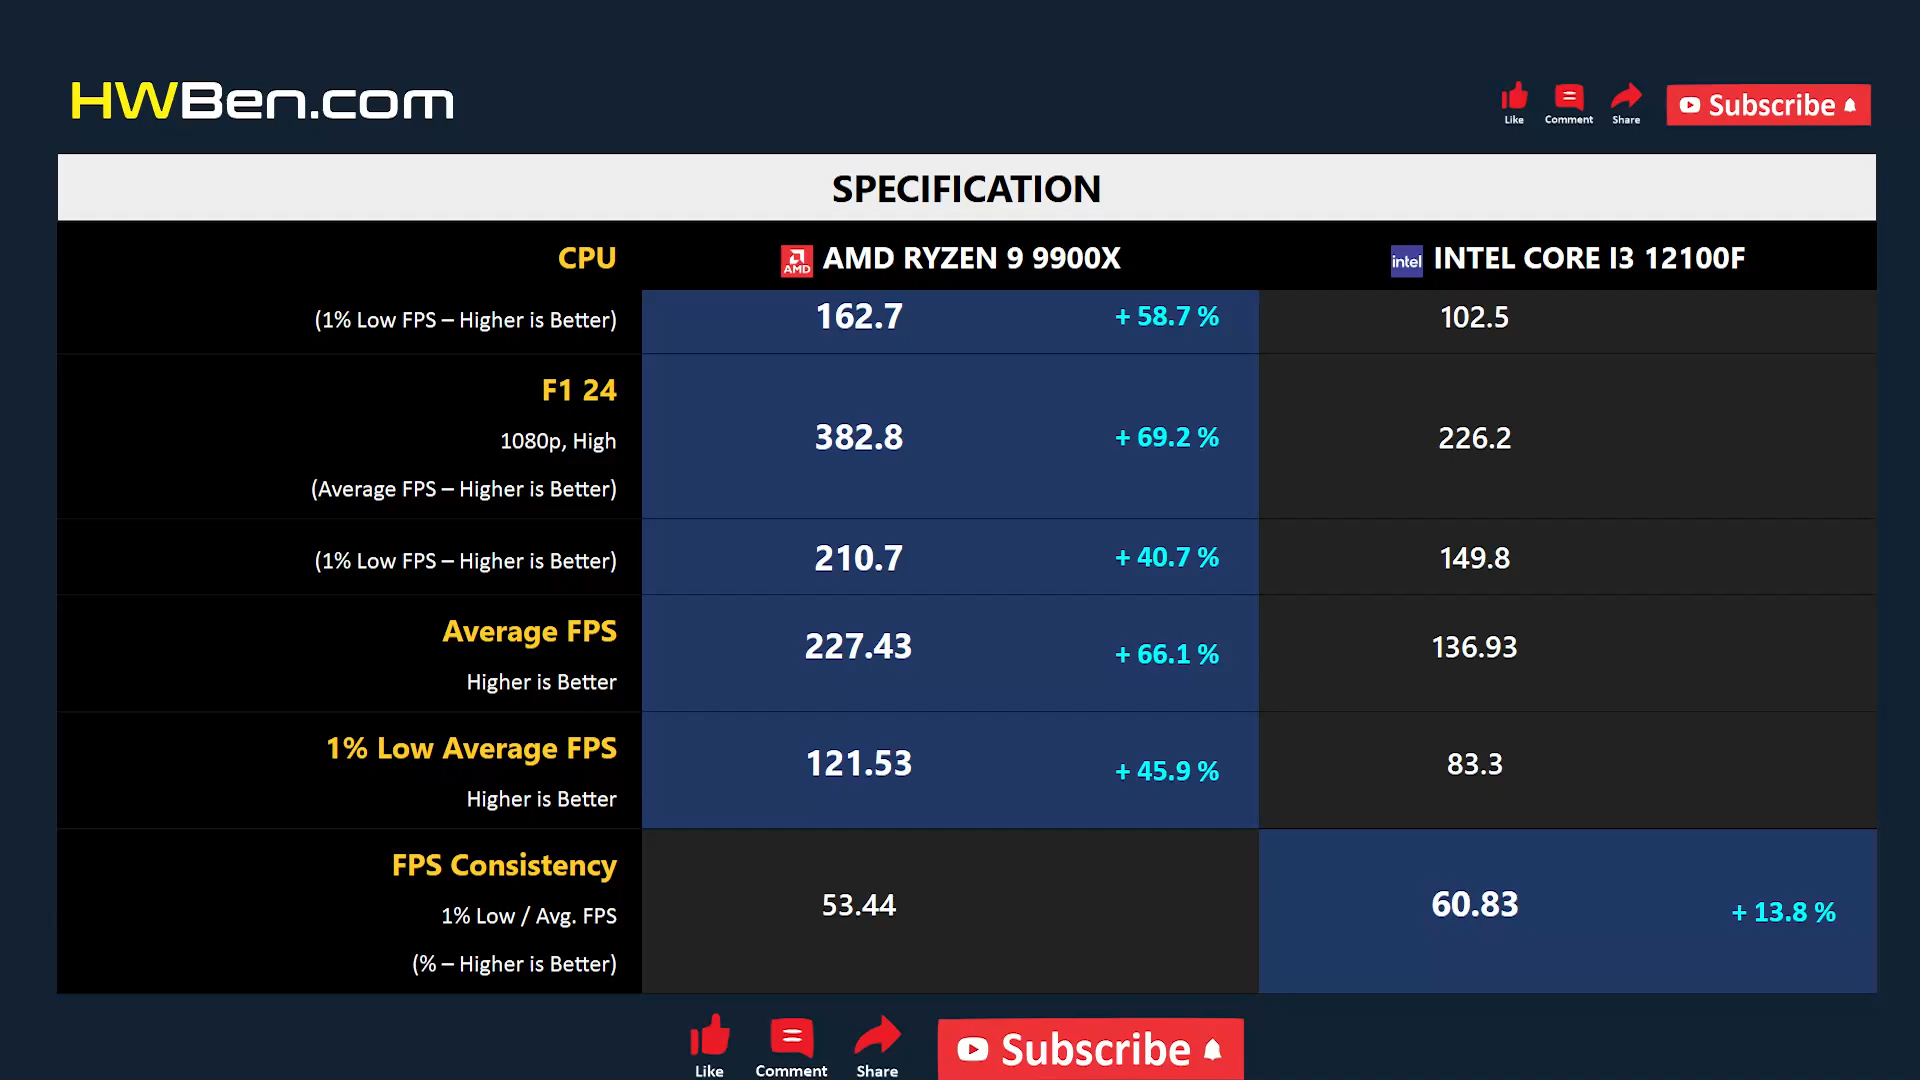 HWBen.com
Like Comment Share Subscribe
SPECIFICATION
CPU AMD AMD RYZEN 9 9900X intel INTEL CORE I3 12100F
(1% Low FPS – Higher is Better) 162.7 + 58.7 % 102.5
F1 24
1080p, High 382.8 + 69.2 % 226.2
(Average FPS – Higher is Better)
(1% Low FPS – Higher is Better) 210.7 + 40.7 % 149.8
Average FPS 227.43 + 66.1 % 136.93
Higher is Better
1% Low Average FPS 121.53 + 45.9 % 83.3
Higher is Better
FPS Consistency
1% Low / Avg. FPS 53.44 60.83 + 13.8 %
(% – Higher is Better)
Like Comment Share Subscribe